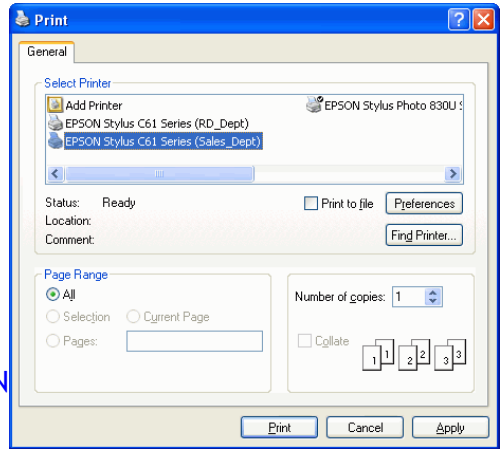 Print
General
Select Printer
Add Printer
EPSON Stylus C61 Series (RD_Dept)
EPSON Stylus C61 Series (Sales_Dept)
EPSON Stylus Photo 830U S
Status: Ready
Location:
Comment:
Print to file
Preferences
Find Printer...
Page Range
All
Selection
Current Page
Pages:
Number of copies: 1
Collate
1 1 2 2 3 3
N
Print
Cancel
Apply